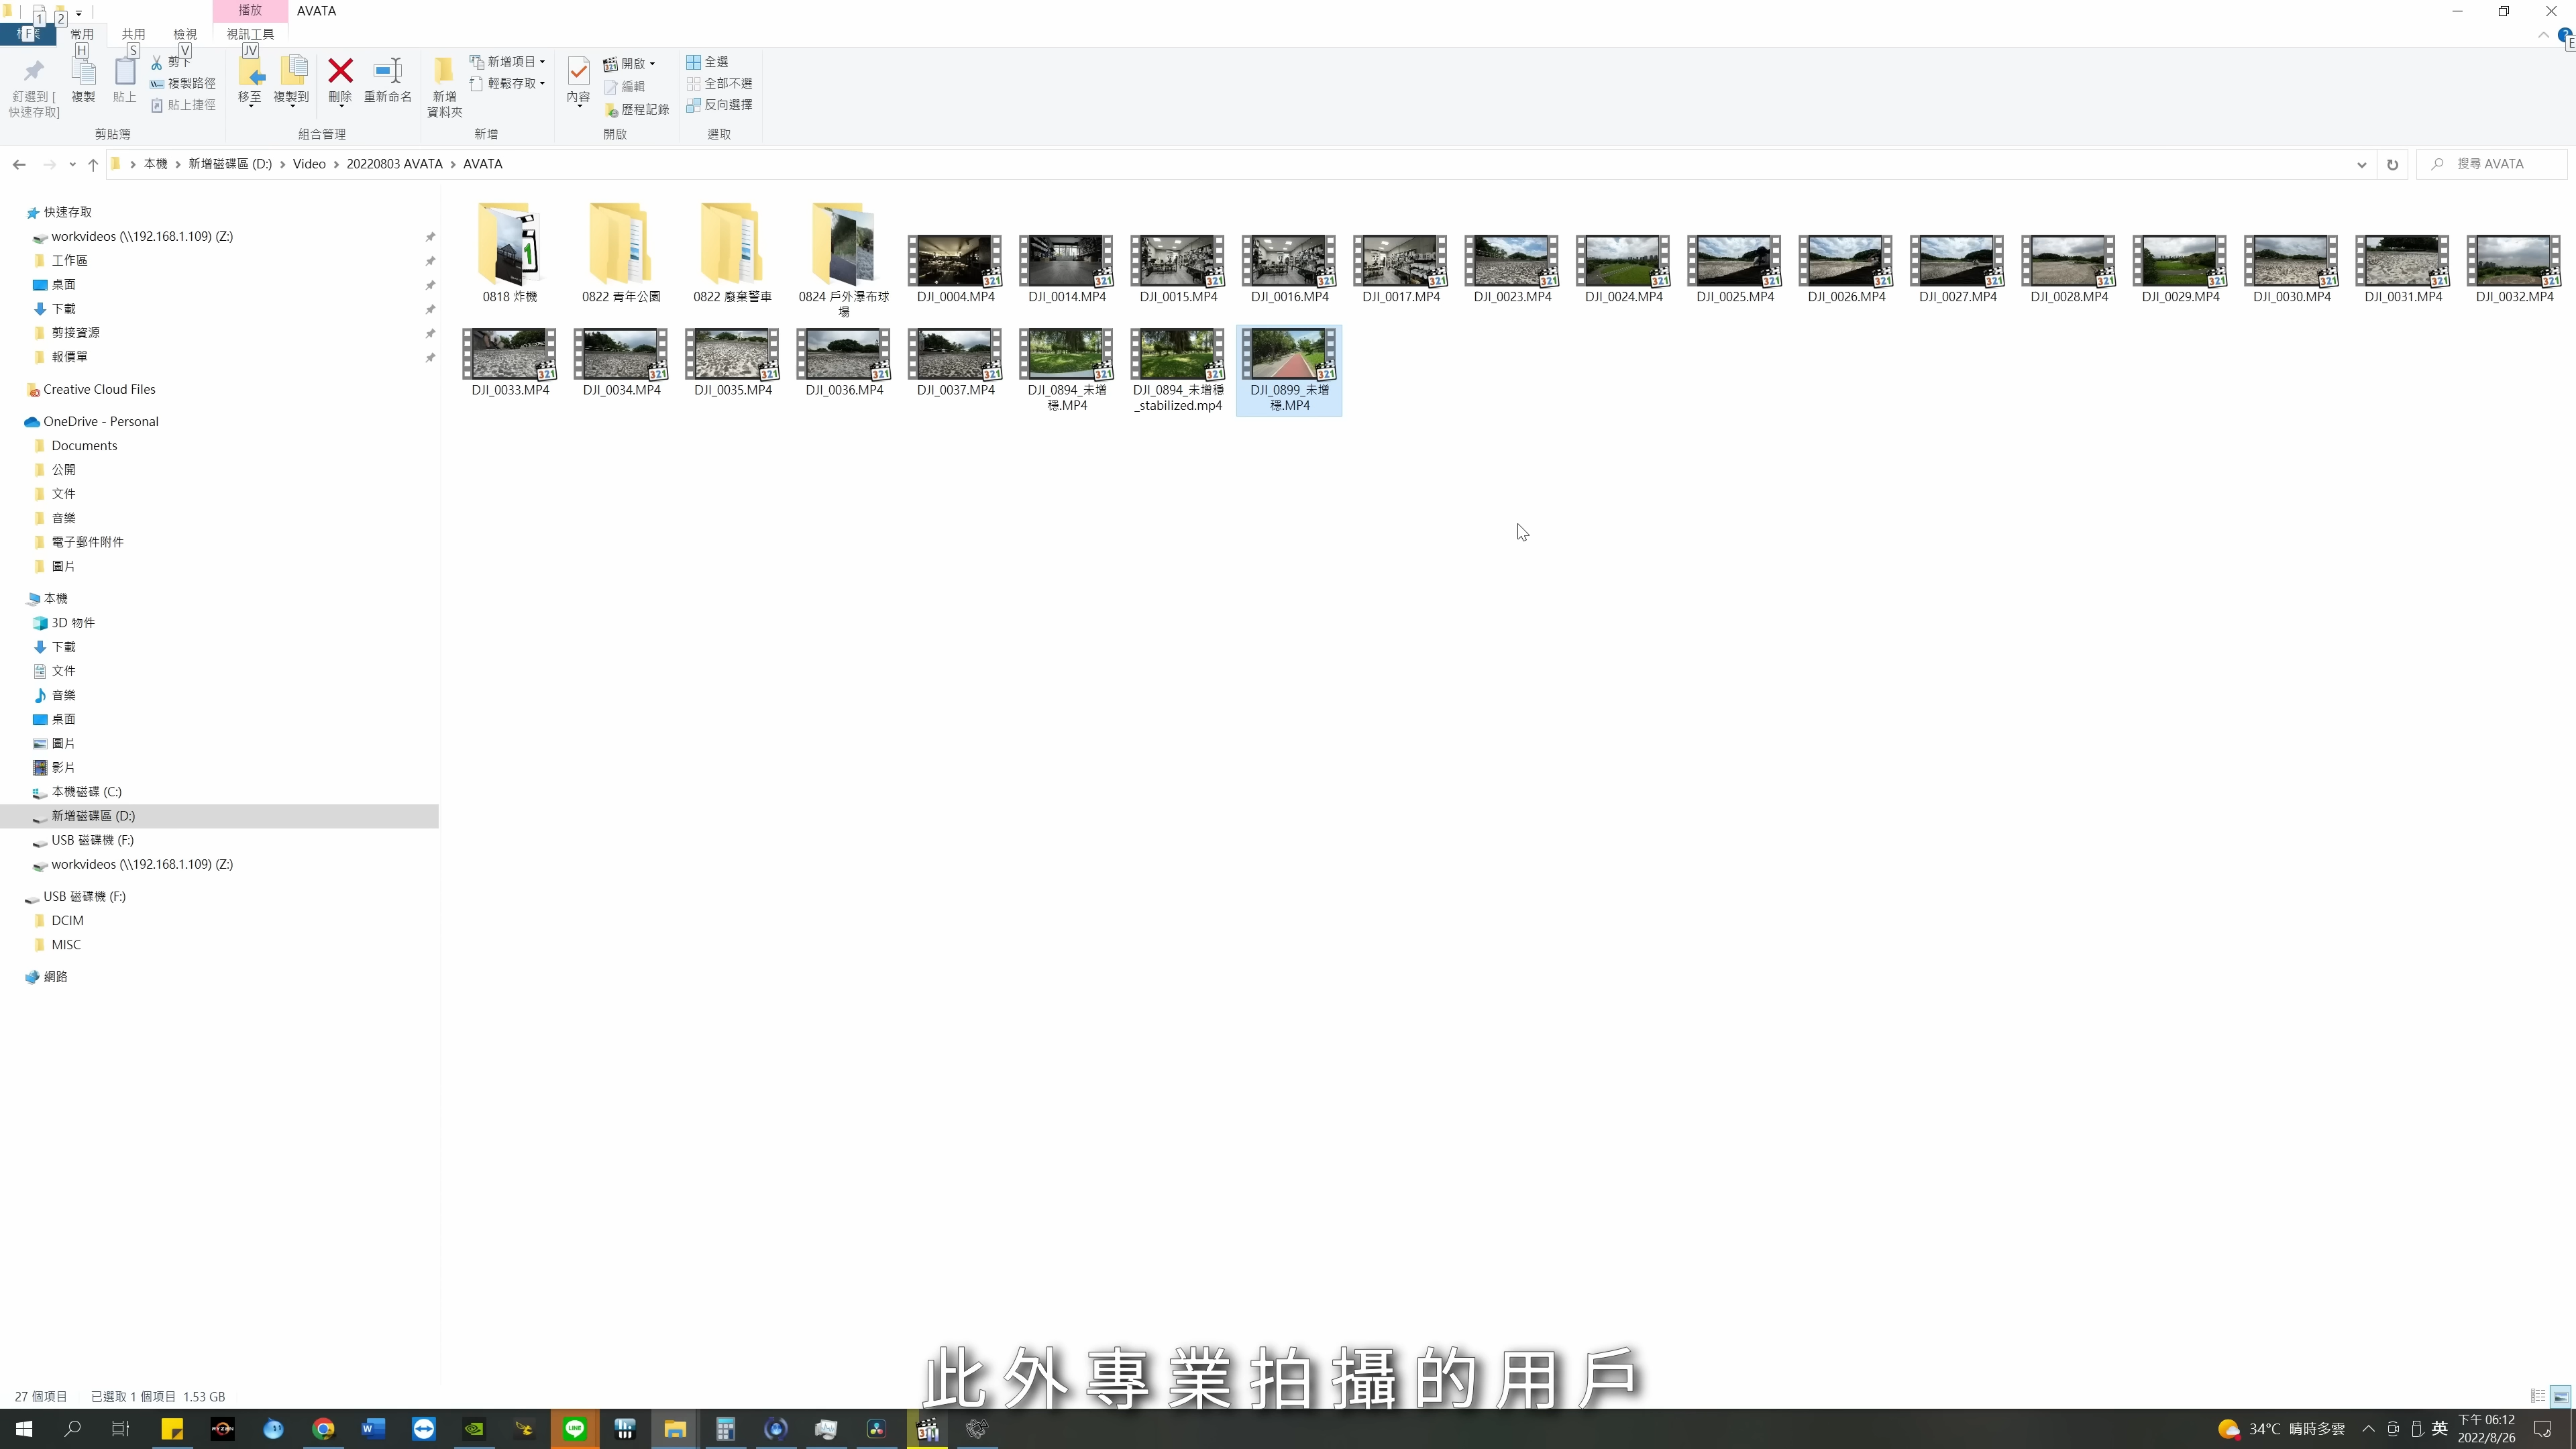 1 2 播放 AVATA
F 常用 共用 檢視 視訊工具
H S V JV E
釘選到 [快速存取]
複製
貼上
剪下
複製路徑
貼上捷徑
剪貼簿
移至
複製到
刪除
重新命名
組合管理
新增
資料夾
新增項目
輕鬆存取
新增
內容
開啟
編輯
歷程記錄
開啟
全選
全部不選
反向選擇
選取
本機 新增磁碟區 (D:) Video 20220803 AVATA AVATA
搜尋 AVATA
快速存取
workvideos (\\192.168.1.109) (Z:)
工作區
桌面
下載
剪接資源
報價單
Creative Cloud Files
OneDrive - Personal
Documents
公開
文件
音樂
電子郵件附件
圖片
本機
3D 物件
下載
文件
音樂
桌面
圖片
影片
本機磁碟 (C:)
新增磁碟區 (D:)
USB 磁碟機 (F:)
workvideos (\\192.168.1.109) (Z:)
USB 磁碟機 (F:)
DCIM
MISC
網路
0818 炸機
0822 青年公園
0822 廢棄警車
0824 戶外瀑布球場
DJI_0004.MP4
DJI_0014.MP4
DJI_0015.MP4
DJI_0016.MP4
DJI_0017.MP4
DJI_0023.MP4
DJI_0024.MP4
DJI_0025.MP4
DJI_0026.MP4
DJI_0027.MP4
DJI_0028.MP4
DJI_0029.MP4
DJI_0030.MP4
DJI_0031.MP4
DJI_0032.MP4
DJI_0033.MP4
DJI_0034.MP4
DJI_0035.MP4
DJI_0036.MP4
DJI_0037.MP4
DJI_0894_未增穩.MP4
DJI_0894_未增穩_stabilized.mp4
DJI_0899_未增穩.MP4
此外專業拍攝的用戶
27 個項目 已選取 1 個項目 1.53 GB
34°C 晴時多雲 英 下午 06:12
2022/8/26